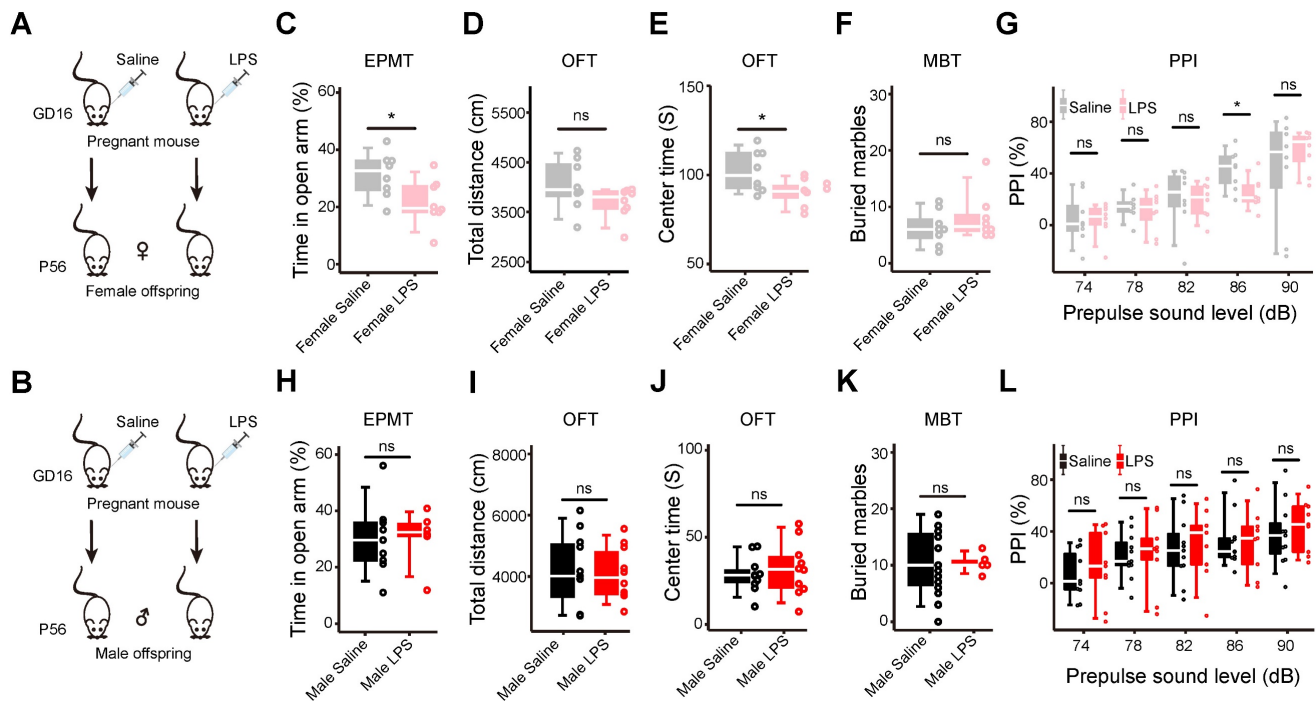 A
Saline
LPS
GD16
Pregnant mouse
P56
♀
Female offspring
C
EPMT
Time in open arm (%)
60
40
20
0
*
Female Saline
Female LPS
D
OFT
Total distance (cm)
5500
4500
3500
2500
ns
Female Saline
Female LPS
E
OFT
Center time (S)
150
100
50
*
Female Saline
Female LPS
F
MBT
Buried marbles
30
20
10
0
ns
Female Saline
Female LPS
G
PPI
PPI (%)
80
40
0
Saline
LPS
ns
ns
ns
*
ns
74
78
82
86
90
Prepulse sound level (dB)
B
Saline
LPS
GD16
Pregnant mouse
P56
♂
Male offspring
H
EPMT
Time in open arm (%)
60
40
20
0
ns
Male Saline
Male LPS
I
OFT
Total distance (cm)
8000
6000
4000
ns
Male Saline
Male LPS
J
OFT
Center time (S)
100
50
0
ns
Male Saline
Male LPS
K
MBT
Buried marbles
30
20
10
0
ns
Male Saline
Male LPS
L
PPI
PPI (%)
80
40
0
Saline
LPS
ns
ns
ns
ns
ns
74
78
82
86
90
Prepulse sound level (dB)